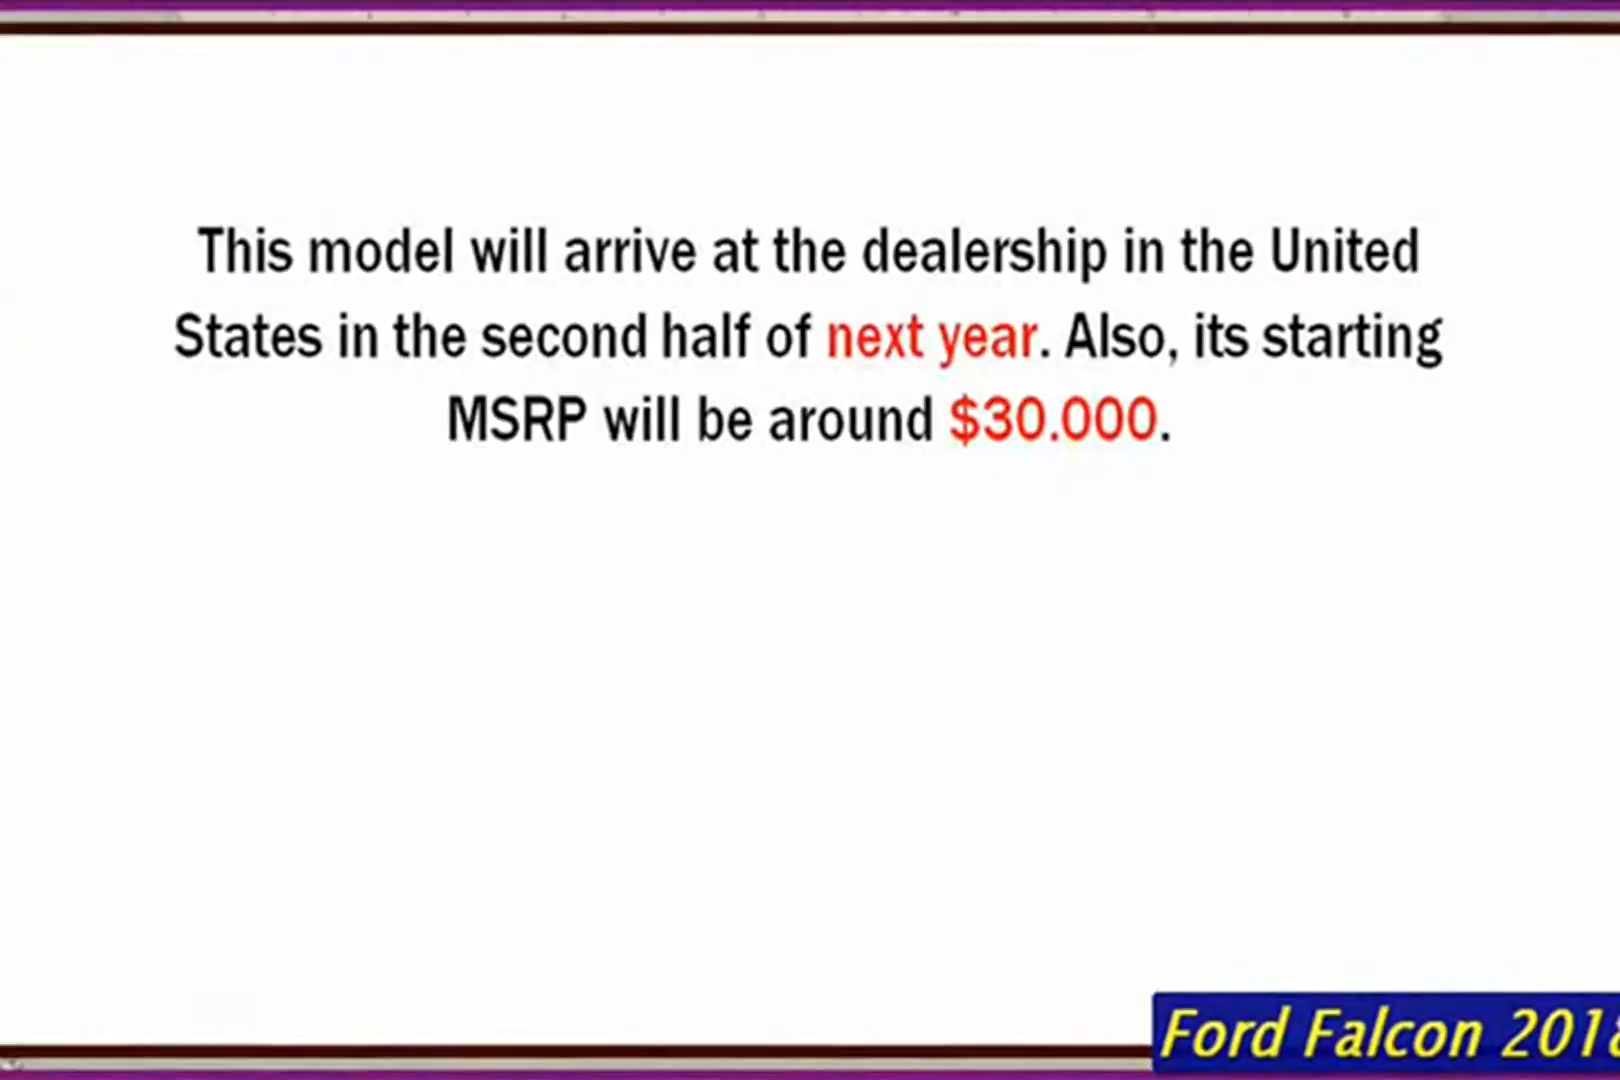 This model will arrive at the dealership in the United
States in the second half of next year. Also, its starting
MSRP will be around $30.000.
Ford Falcon 2018